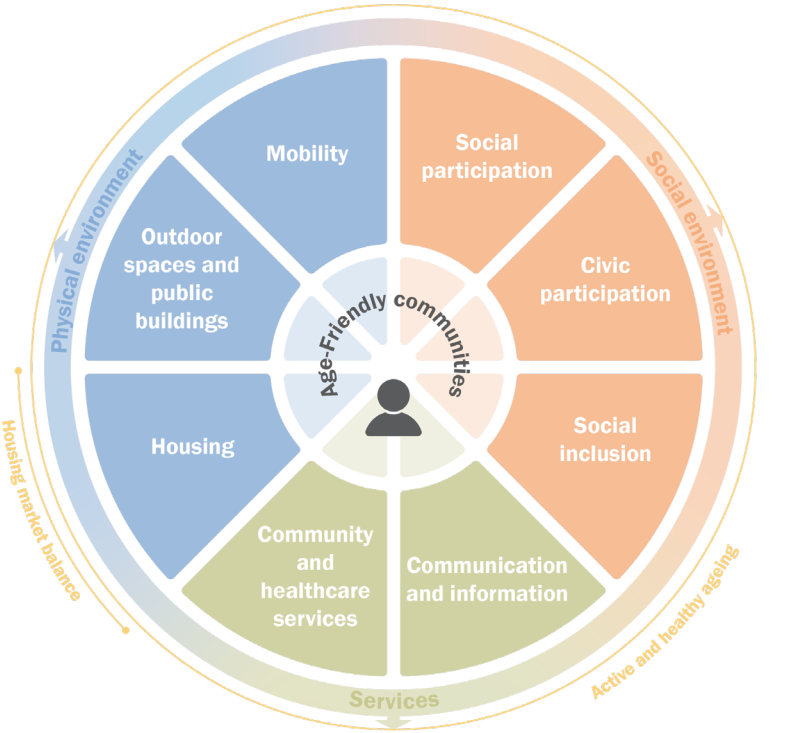 Mobility
Social
participation
Physical environment
Social environment
Outdoor
spaces and
public
buildings
Civic
participation
Age-Friendly communities
Housing
Social
inclusion
Housing market balance
Community
and
healthcare
services
Communication
and information
Active and healthy ageing
Services